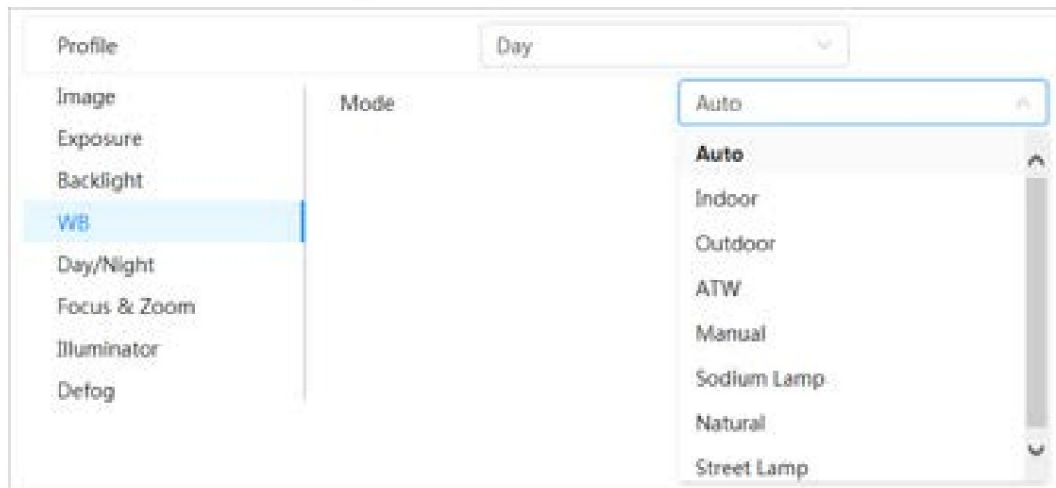 Profile Day
Image Mode Auto
Exposure
Backlight
WB
Day/Night
Focus & Zoom
Illuminator
Defog
Auto
Indoor
Outdoor
ATW
Manual
Sodium Lamp
Natural
Street Lamp